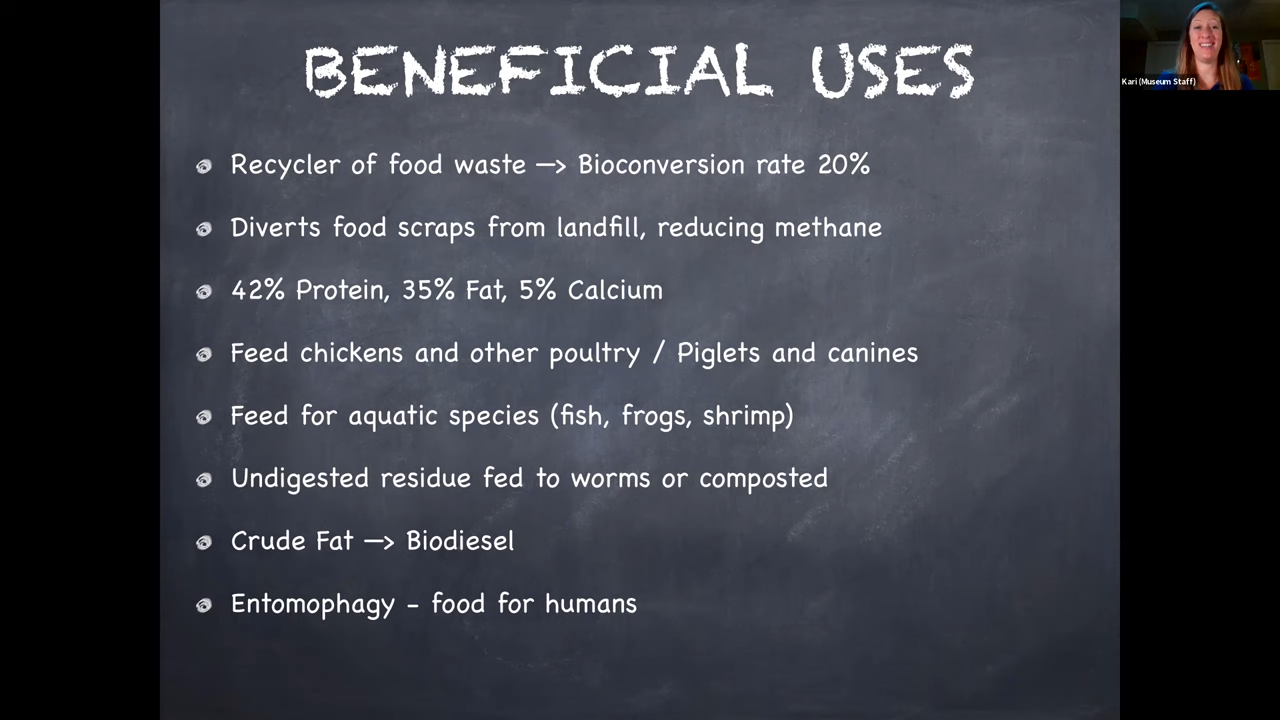 BENEFICIAL USES
Recycler of food waste —> Bioconversion rate 20%
Diverts food scraps from landfill, reducing methane
42% Protein, 35% Fat, 5% Calcium
Feed chickens and other poultry / Piglets and canines
Feed for aquatic species (fish, frogs, shrimp)
Undigested residue fed to worms or composted
Crude Fat —> Biodiesel
Entomophagy - food for humans
Kari (Museum Staff)